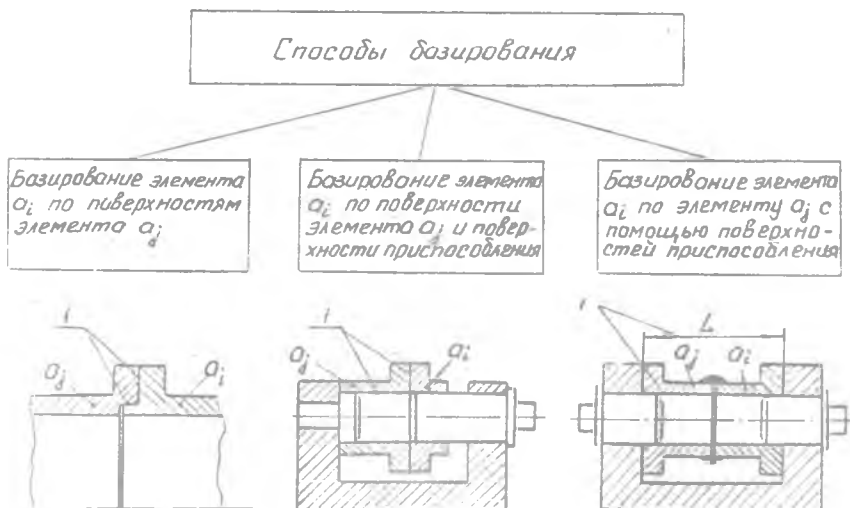 Способы базирования
Базирование элемента
ai по поверхностям
элемента aj
Базирование элемента
ai по поверхности
элемента aj и повер-
хности приспособления
Базирование элемента
ai по элементу aj с
помощью поверхно-
стей приспособления
1
aj
ai
1
aj
ai
1
L
aj
ai